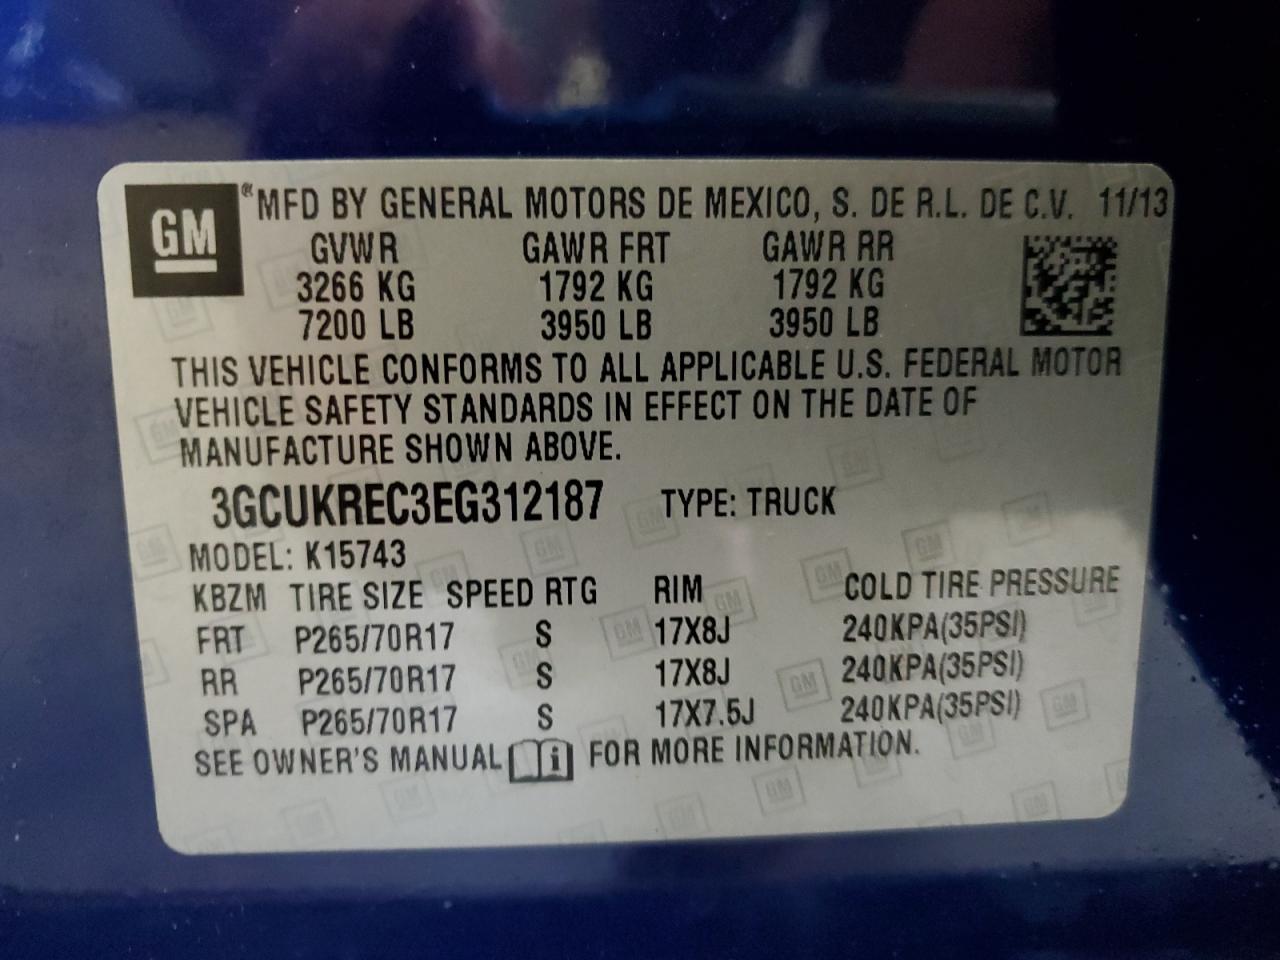 GM ® MFD BY GENERAL MOTORS DE MEXICO, S. DE R.L. DE C.V. 11/13
GVWR GAWR FRT GAWR RR
3266 KG 1792 KG 1792 KG
7200 LB 3950 LB 3950 LB
THIS VEHICLE CONFORMS TO ALL APPLICABLE U.S. FEDERAL MOTOR
VEHICLE SAFETY STANDARDS IN EFFECT ON THE DATE OF
MANUFACTURE SHOWN ABOVE.
3GCUKREC3EG312187 TYPE: TRUCK
MODEL: K15743
KBZM TIRE SIZE SPEED RTG RIM COLD TIRE PRESSURE
FRT P265/70R17 S 17X8J 240KPA(35PSI)
RR P265/70R17 S 17X8J 240KPA(35PSI)
SPA P265/70R17 S 17X7.5J 240KPA(35PSI)
SEE OWNER'S MANUAL i FOR MORE INFORMATION.